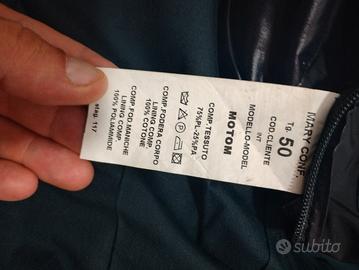 MARY CONF.
Tg. 50
COD.CLIENTE
INT
MODELLO-MODEL
MOTOM
COMP.TESSUTO
75%PL-25%PA
COMP.FODERA CORPO
LINING COMP.
100% COTONE
COMP.FOD.MANICHE
LINING COMP.
100% POLIAMMIDE
stag. 117
subito